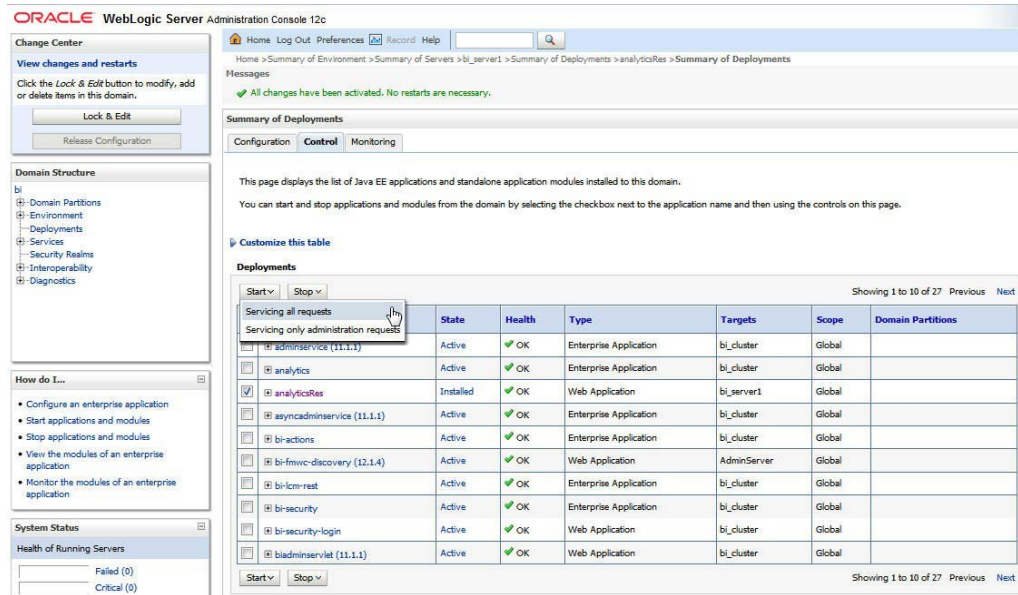 ORACLE WebLogic Server Administration Console 12c
Change Center
View changes and restarts
Click the Lock & Edit button to modify, add
or delete items in this domain.
Lock & Edit
Release Configuration
Domain Structure
bi
Domain Partitions
Environment
Deployments
Services
Security Realms
Interoperability
Diagnostics
How do I...
Configure an enterprise application
Start applications and modules
Stop applications and modules
View the modules of an enterprise
application
Monitor the modules of an enterprise
application
System Status
Health of Running Servers
Failed (0)
Critical (0)
Home Log Out Preferences Record Help
Home >Summary of Environment >Summary of Servers >bi_server1 >Summary of Deployments >analyticsRes >Summary of Deployments
Messages
All changes have been activated. No restarts are necessary.
Summary of Deployments
Configuration Control Monitoring
This page displays the list of Java EE applications and standalone application modules installed to this domain.
You can start and stop applications and modules from the domain by selecting the checkbox next to the application name and then using the controls on this page.
Customize this table
Deployments
Start Stop Showing 1 to 10 of 27 Previous Next
Servicing all requests
Servicing only administration requests
State Health Type Targets Scope Domain Partitions
adminservice (11.1.1) Active OK Enterprise Application bi_cluster Global
analytics Active OK Enterprise Application bi_cluster Global
analyticsRes Installed OK Web Application bi_server1 Global
asyncadminservice (11.1.1) Active OK Enterprise Application bi_cluster Global
bi-actions Active OK Enterprise Application bi_cluster Global
bi-fmwc-discovery (12.1.4) Active OK Web Application AdminServer Global
bi-lcm-rest Active OK Enterprise Application bi_cluster Global
bi-security Active OK Enterprise Application bi_cluster Global
bi-security-login Active OK Web Application bi_cluster Global
biadminservlet (11.1.1) Active OK Web Application bi_cluster Global
Start Stop Showing 1 to 10 of 27 Previous Next